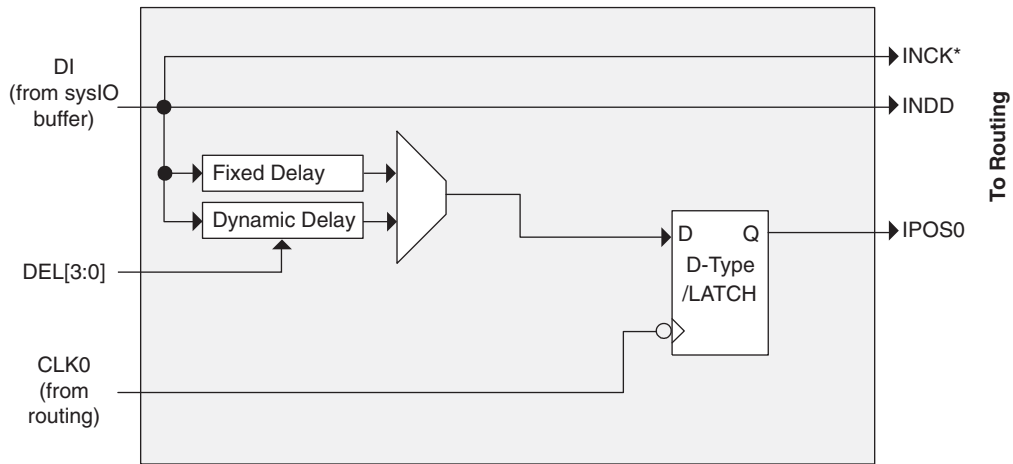 DI
(from sysIO
buffer)
INCK*
INDD
To Routing
Fixed Delay
Dynamic Delay
DEL[3:0]
D Q
D-Type
/LATCH
IPOS0
CLK0
(from
routing)